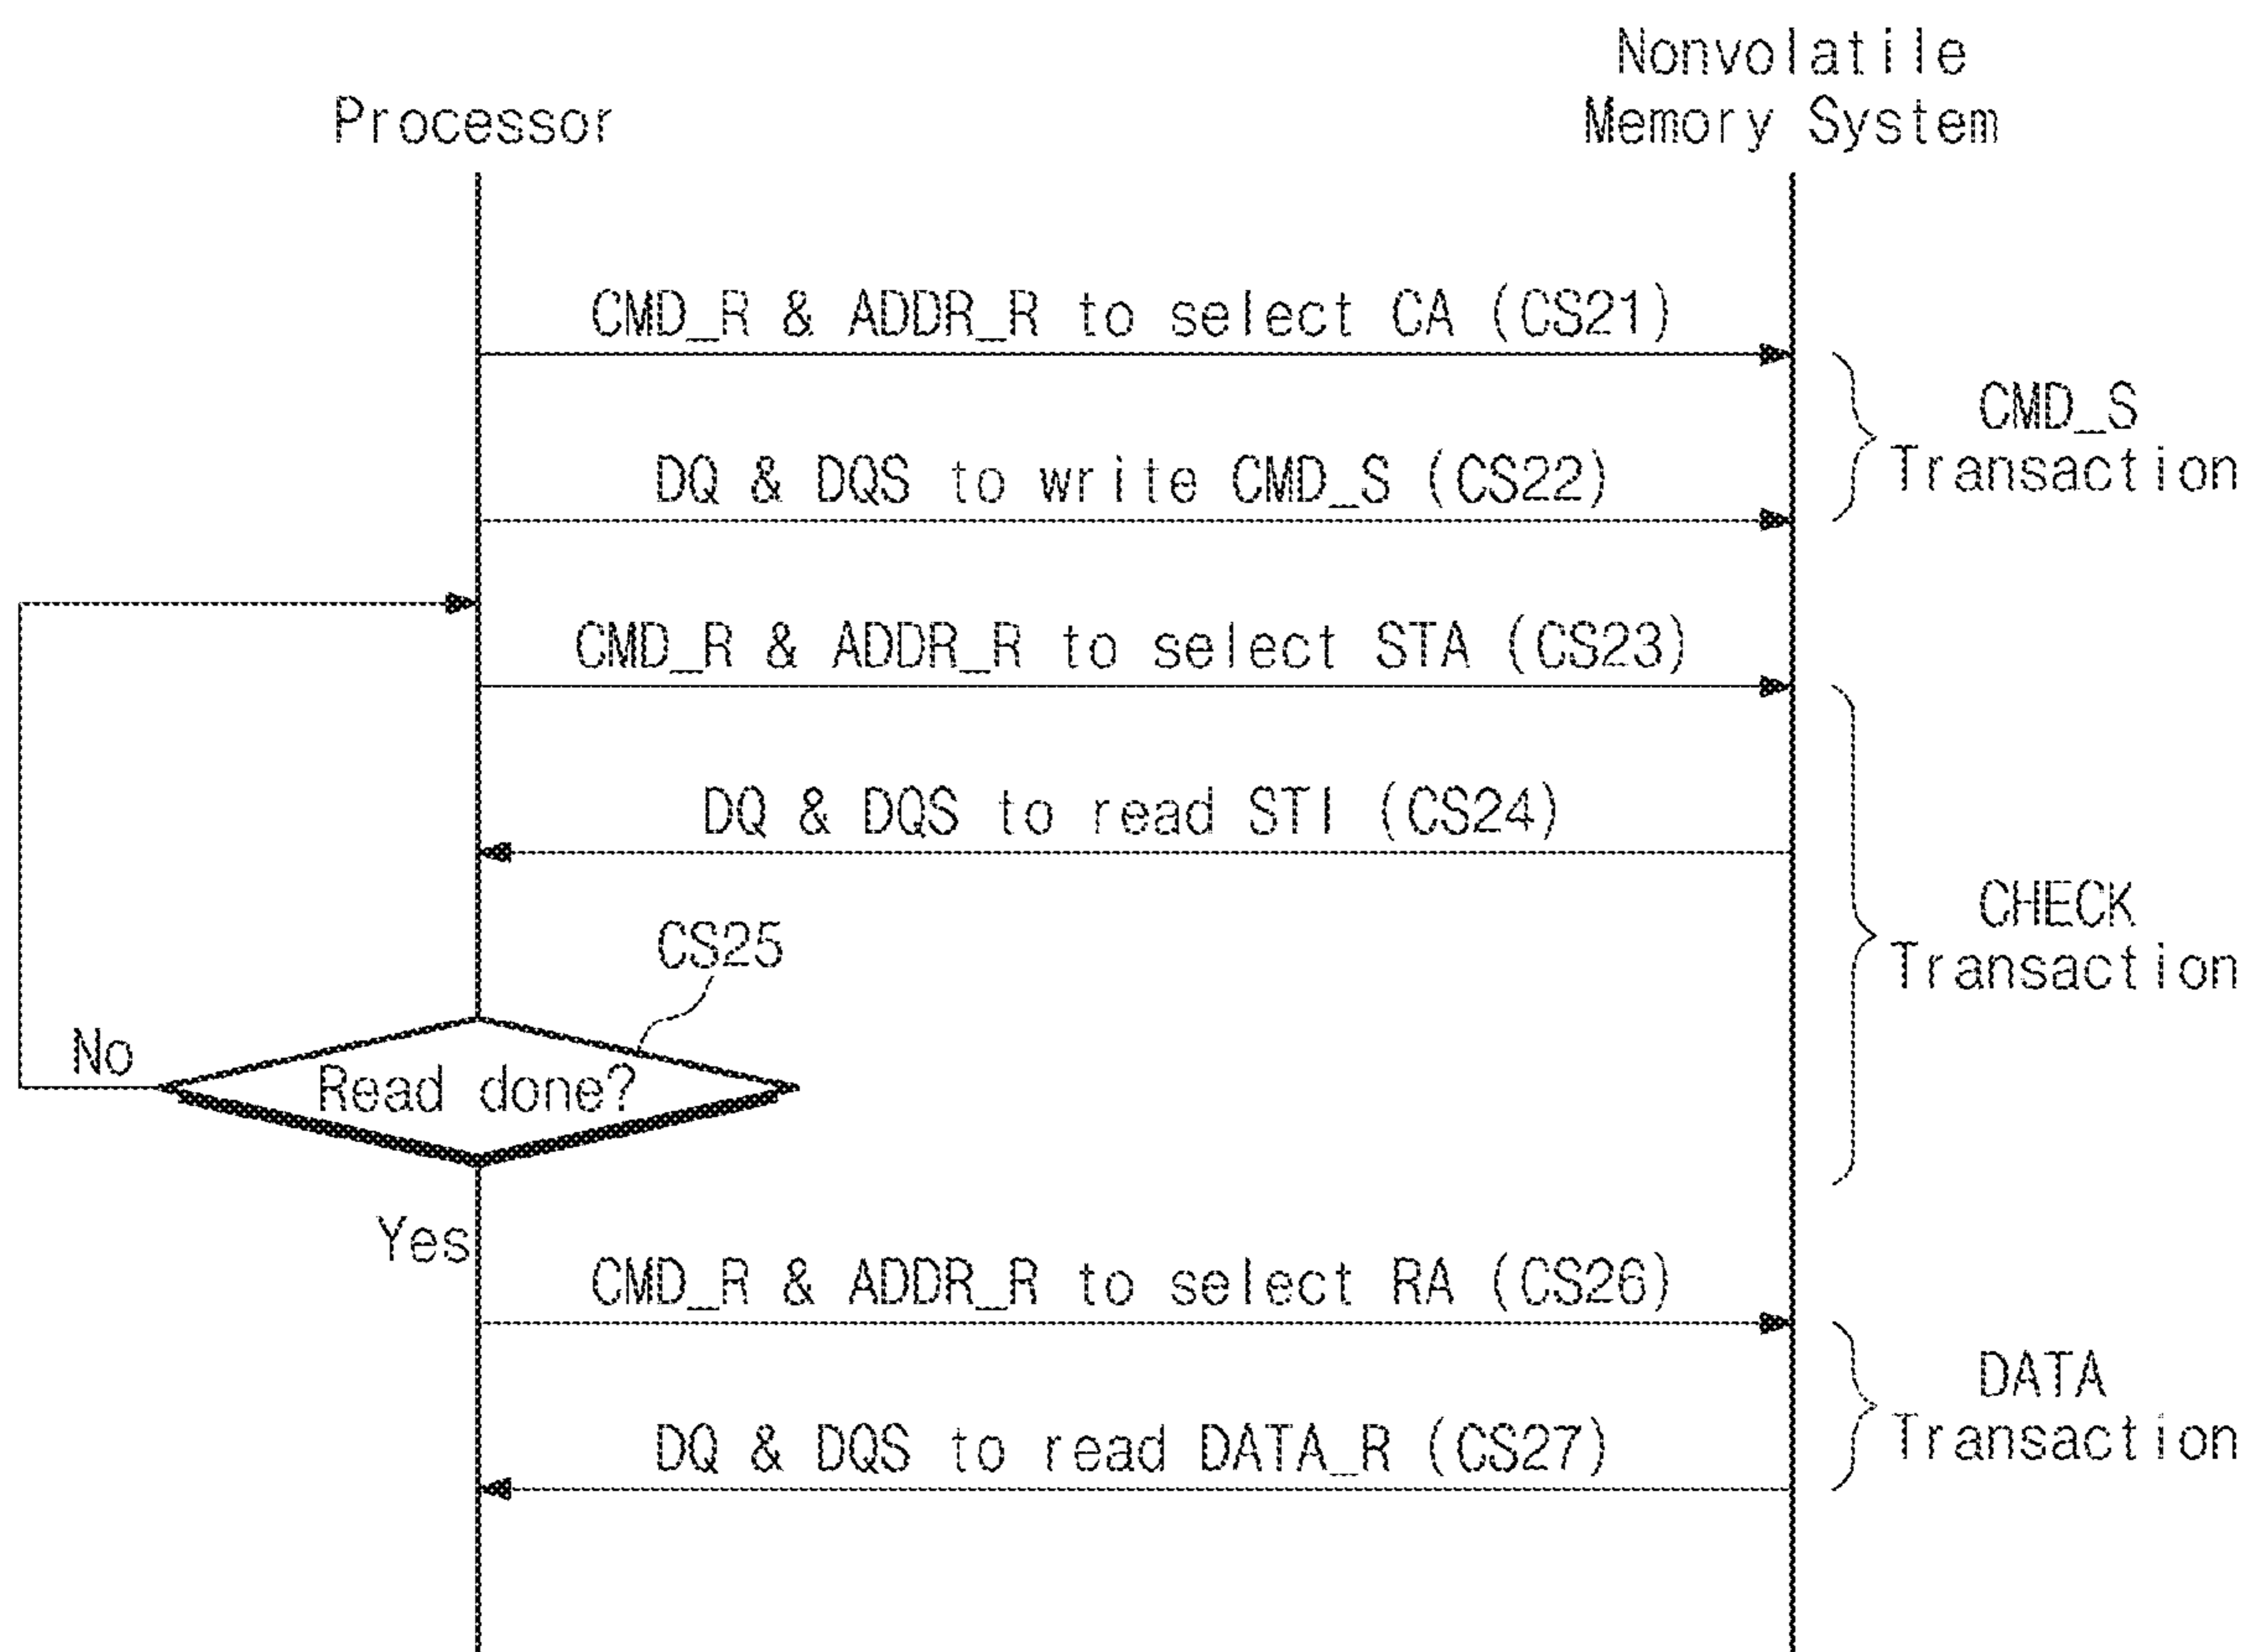 Nonvolatile
Processor
Memory System
CMD_R & ADDR_R to select CA (CS21)
CMD_S
Transaction
DQ & DQS to write CMD_S (CS22)
CMD_R & ADDR_R to select STA (CS23)
DQ & DQS to read STI (CS24)
CHECK
Transaction
CS25
No
Read done?
Yes
CMD_R & ADDR_R to select RA (CS26)
DATA
Transaction
DQ & DQS to read DATA_R (CS27)